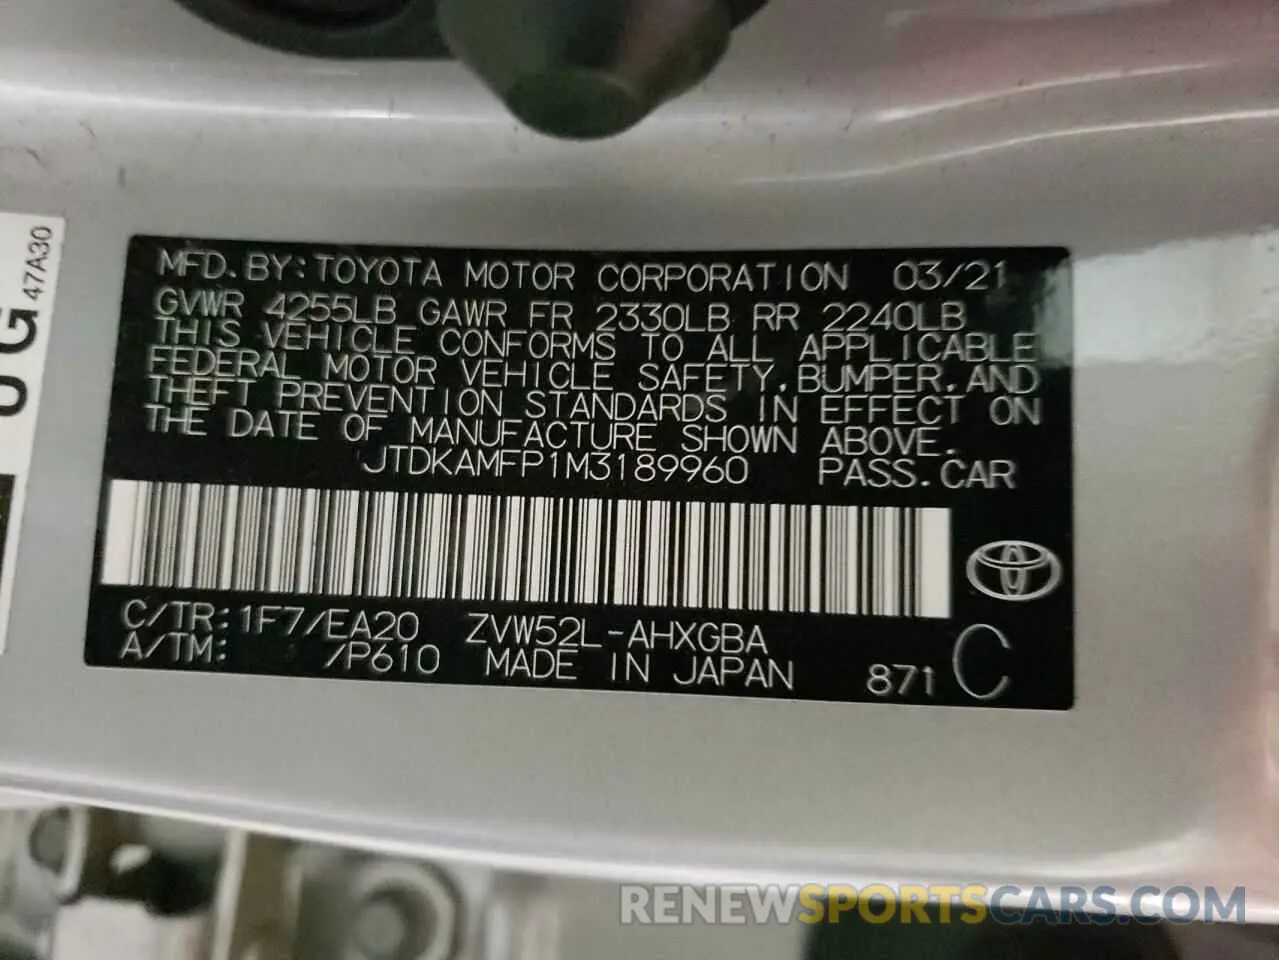 47A30
MFD.BY:TOYOTA MOTOR CORPORATION 03/21
GVWR 4255LB GAWR FR 2330LB RR 2240LB
THIS VEHICLE CONFORMS TO ALL APPLICABLE
FEDERAL MOTOR VEHICLE SAFETY,BUMPER,AND
THEFT PREVENTION STANDARDS IN EFFECT ON
THE DATE OF MANUFACTURE SHOWN ABOVE.
JTDKAMFP1M3189960 PASS.CAR
C/TR:1F7/EA20 ZVW52L-AHXGBA
A/TM: /P610 MADE IN JAPAN 871 C
RENEWSPORTSCARS.COM